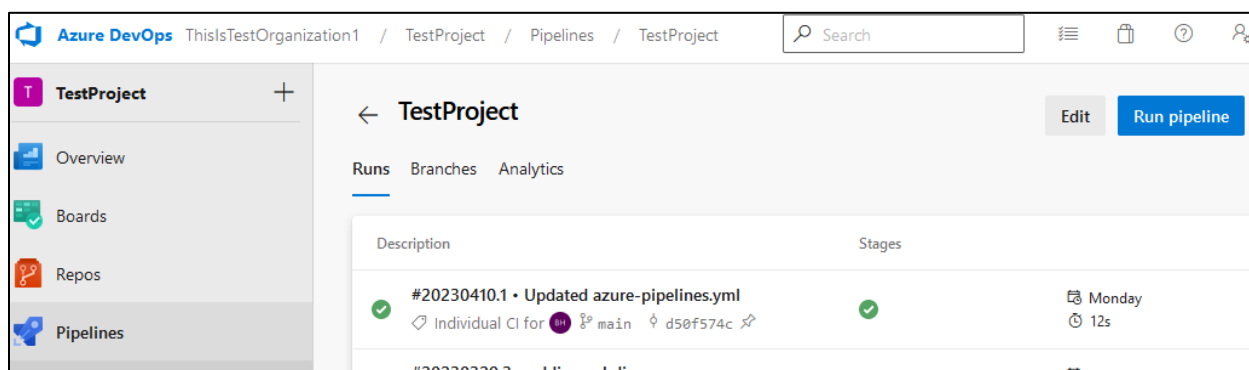 Azure DevOps ThisIsTestOrganization1 / TestProject / Pipelines / TestProject Search
T TestProject
Overview
Boards
Repos
Pipelines
TestProject
Edit Run pipeline
Runs Branches Analytics
Description Stages
#20230410.1 • Updated azure-pipelines.yml
Individual CI for BH main d50f574c
Monday
12s